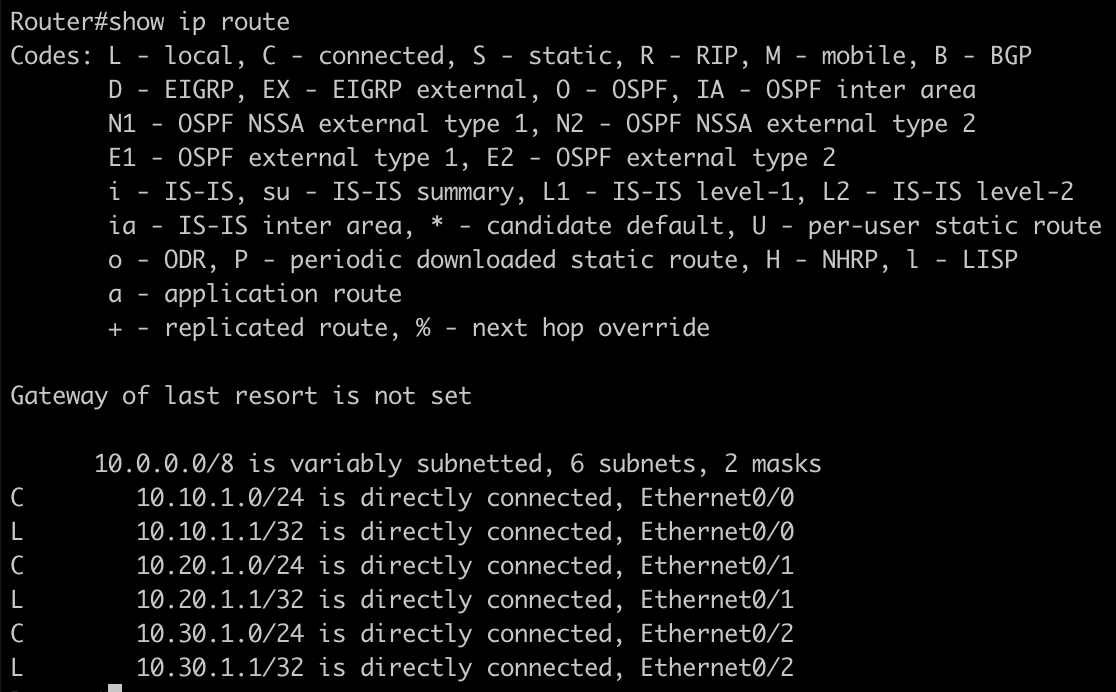 Router#show ip route
Codes: L - local, C - connected, S - static, R - RIP, M - mobile, B - BGP
       D - EIGRP, EX - EIGRP external, O - OSPF, IA - OSPF inter area
       N1 - OSPF NSSA external type 1, N2 - OSPF NSSA external type 2
       E1 - OSPF external type 1, E2 - OSPF external type 2
       i - IS-IS, su - IS-IS summary, L1 - IS-IS level-1, L2 - IS-IS level-2
       ia - IS-IS inter area, * - candidate default, U - per-user static route
       o - ODR, P - periodic downloaded static route, H - NHRP, l - LISP
       a - application route
       + - replicated route, % - next hop override

Gateway of last resort is not set

      10.0.0.0/8 is variably subnetted, 6 subnets, 2 masks
C        10.10.1.0/24 is directly connected, Ethernet0/0
L        10.10.1.1/32 is directly connected, Ethernet0/0
C        10.20.1.0/24 is directly connected, Ethernet0/1
L        10.20.1.1/32 is directly connected, Ethernet0/1
C        10.30.1.0/24 is directly connected, Ethernet0/2
L        10.30.1.1/32 is directly connected, Ethernet0/2